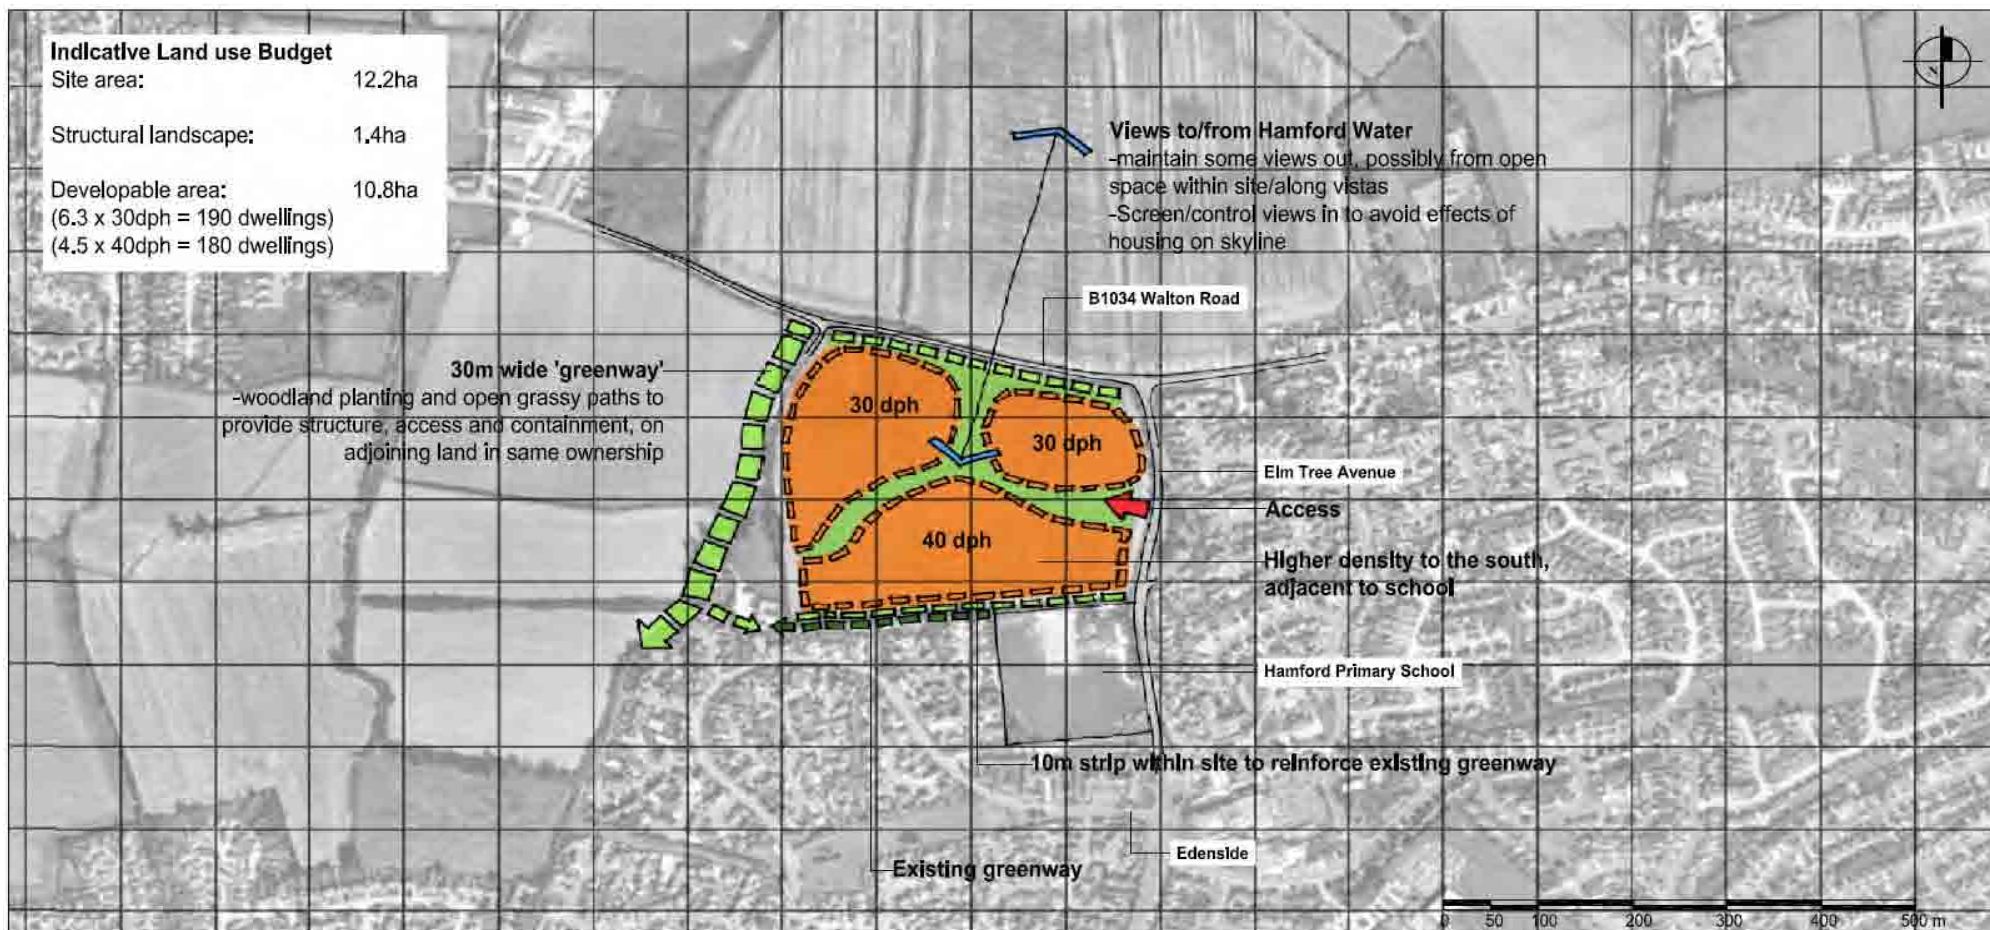 Indicative Land use Budget
Site area: 12.2ha
Structural landscape: 1.4ha
Developable area: 10.8ha
(6.3 x 30dph = 190 dwellings)
(4.5 x 40dph = 180 dwellings)
Views to/from Hamford Water
-maintain some views out, possibly from open
space within site/along vistas
-Screen/control views in to avoid effects of
housing on skyline
B1034 Walton Road
30m wide 'greenway'
-woodland planting and open grassy paths to
provide structure, access and containment, on
adjoining land in same ownership
30 dph
30 dph
Elm Tree Avenue
Access
40 dph
Higher density to the south,
adjacent to school
Hamford Primary School
10m strip within site to reinforce existing greenway
Edenside
Existing greenway
0 50 100 200 300 400 500 m